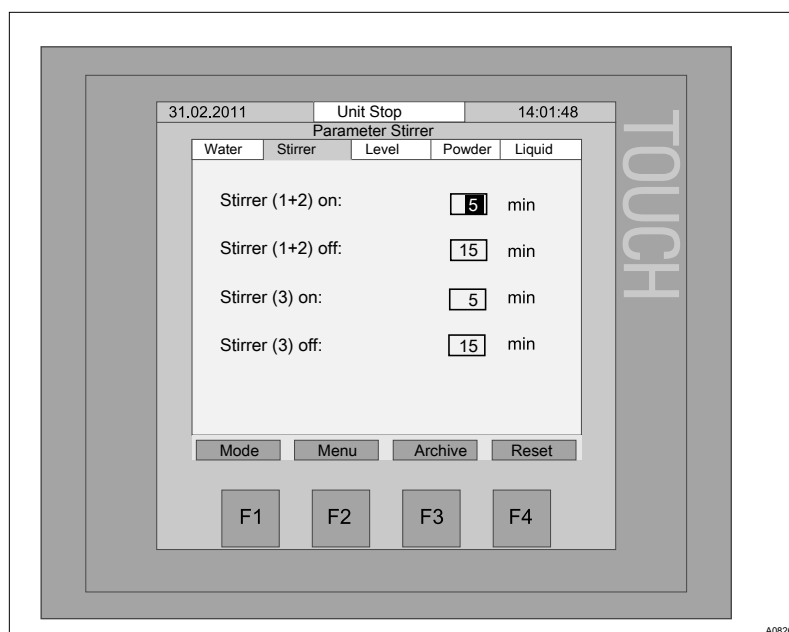 31.02.2011 Unit Stop 14:01:48
Parameter Stirrer
Water Stirrer Level Powder Liquid
Stirrer (1+2) on: 5 min
Stirrer (1+2) off: 15 min
Stirrer (3) on: 5 min
Stirrer (3) off: 15 min
Mode Menu Archive Reset
F1 F2 F3 F4
TOUCH